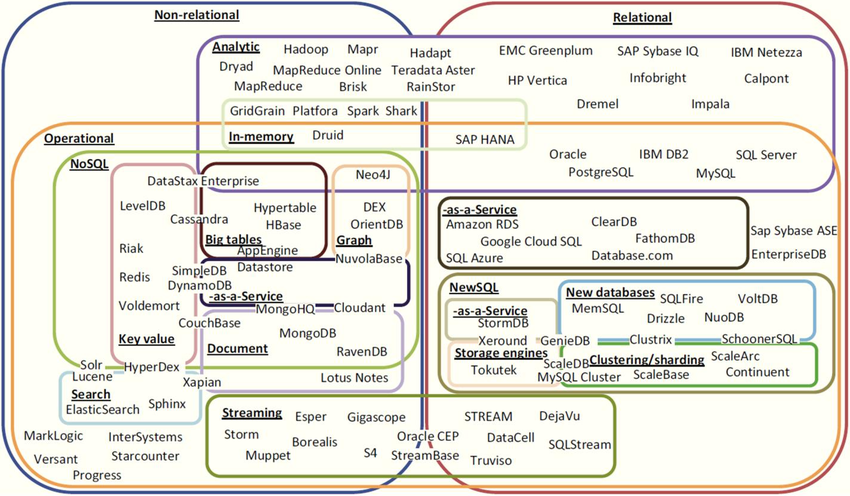 Non-relational
Relational
Analytic
Hadoop
Mapr
Hadapt
EMC Greenplum
SAP Sybase IQ
IBM Netezza
Dryad
MapReduce Online
Teradata Aster
HP Vertica
Infobright
Calpont
MapReduce
Brisk
RainStor
Dremel
Impala
GridGrain
Platfora
Spark
Shark
In-memory
Druid
SAP HANA
Operational
Oracle
IBM DB2
SQL Server
PostgreSQL
MySQL
NoSQL
DataStax Enterprise
Neo4J
LevelDB
Cassandra
Hypertable
HBase
DEX
OrientDB
Big tables
Graph
Riak
AppEngine
Datastore
NuvolaBase
Redis
SimpleDB
DynamoDB
-as-a-Service
Voldemort
MongoHQ
Cloudant
CouchBase
MongoDB
Key value
Document
RavenDB
HyperDex
Lotus Notes
Xapian
Solr
Lucene
Search
ElasticSearch
Sphinx
-as-a-Service
Amazon RDS
ClearDB
Google Cloud SQL
FathomDB
SQL Azure
Database.com
Sap Sybase ASE
EnterpriseDB
NewSQL
-as-a-Service
StormDB
Xeround
GenieDB
New databases
MemSQL
SQLFire
VoltDB
Drizzle
NuoDB
Clustrix
SchoonerSQL
Storage engines
Tokutek
ScaleDB
MySQL Cluster
Clustering/sharding
ScaleBase
ScaleArc
Continuent
Streaming
Esper
Gigascope
STREAM
DejaVu
Storm
Borealis
Oracle CEP
DataCell
SQLStream
Muppet
S4
StreamBase
Truviso
MarkLogic
InterSystems
Versant
Starcounter
Progress